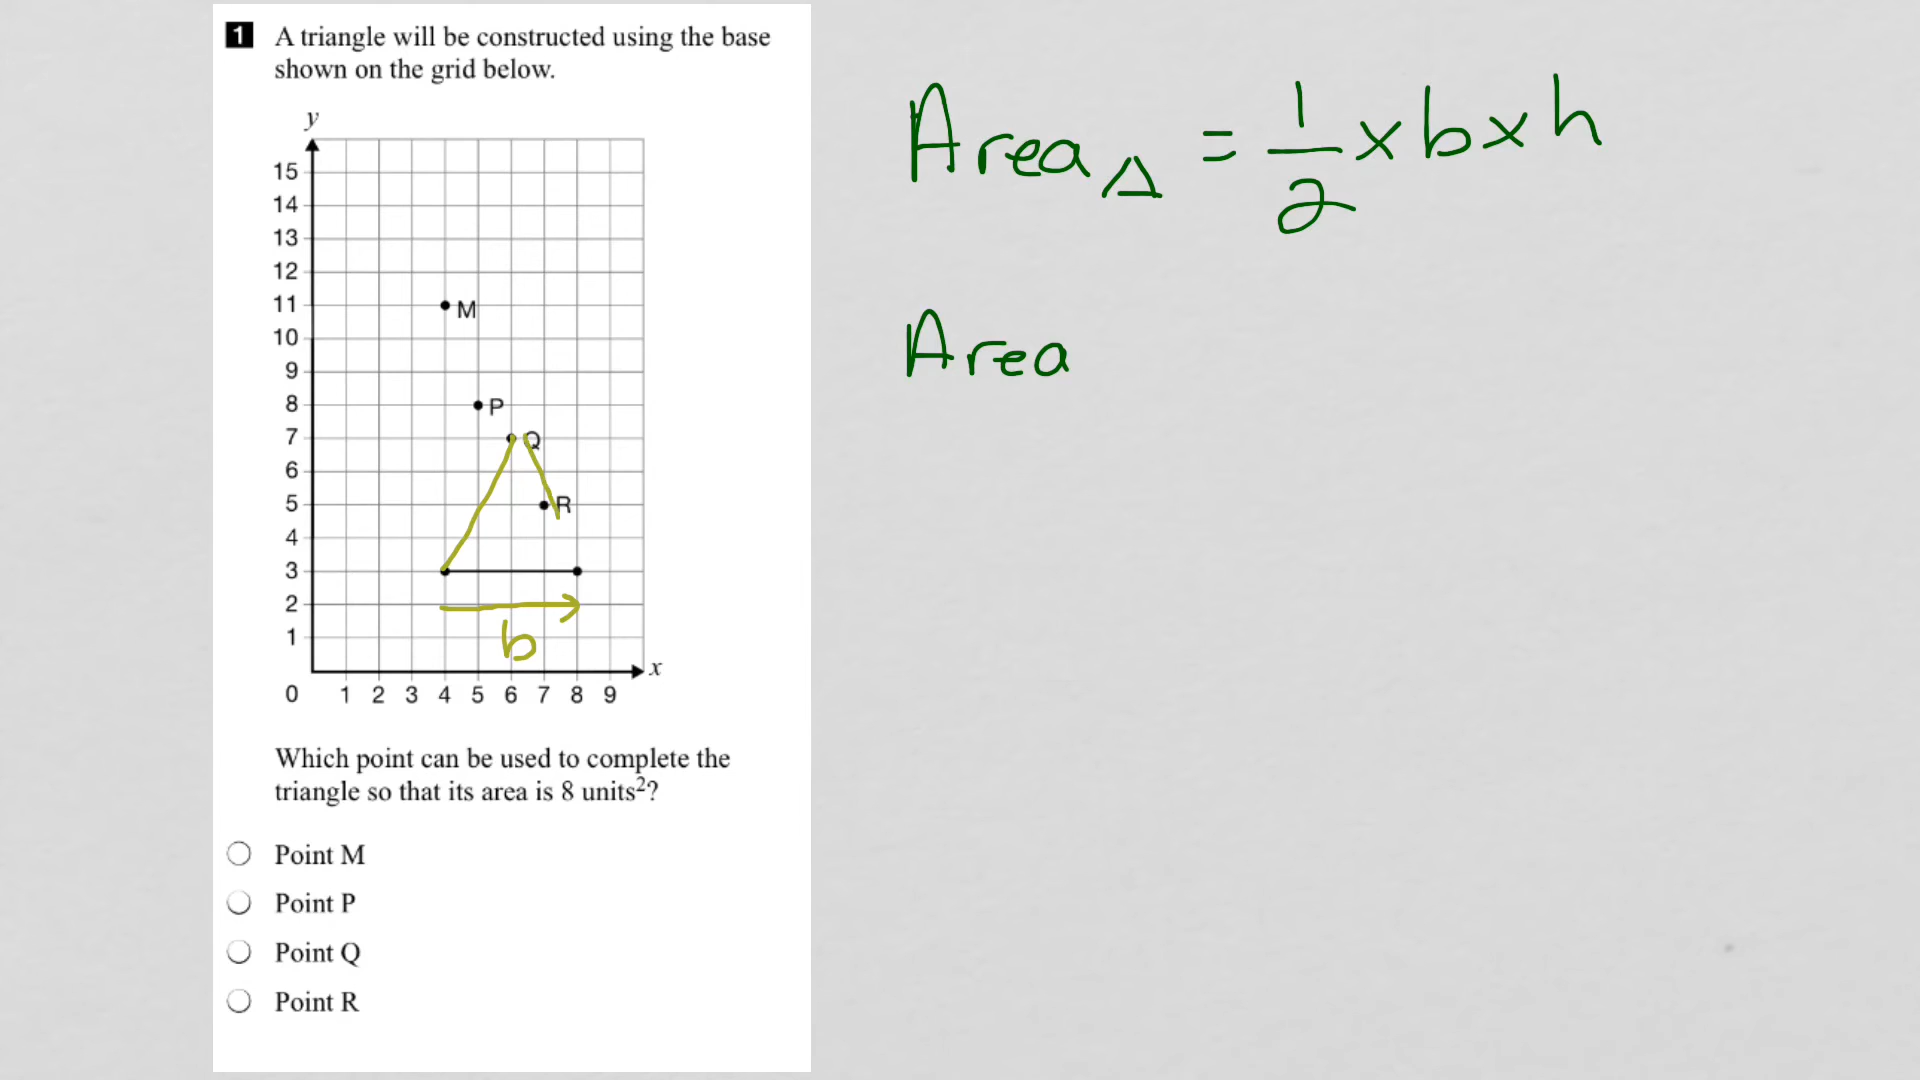 1 A triangle will be constructed using the base
shown on the grid below.
y
15
14
13
12
11
M
10
9
8
P
7
Q
6
5
R
4
3
2
1
b
x
0 1 2 3 4 5 6 7 8 9
Which point can be used to complete the
triangle so that its area is 8 units²?
Point M
Point P
Point Q
Point R
Area Δ = 1/2 x b x h
Area